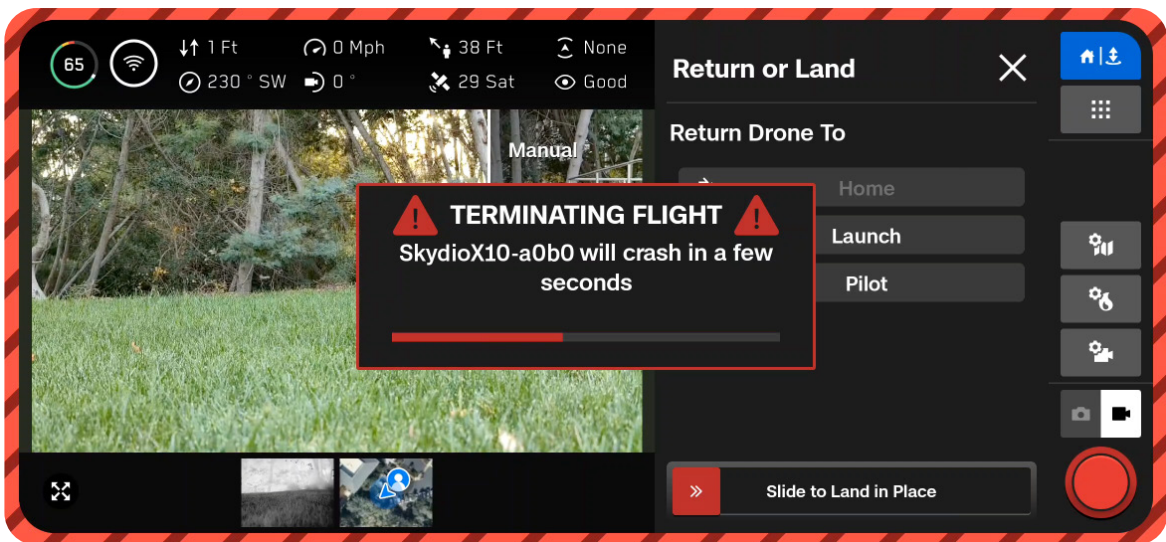 65
1 Ft
0 Mph
38 Ft
None
230 ° SW
0 °
29 Sat
Good
Manual
TERMINATING FLIGHT
SkydioX10-a0b0 will crash in a few
seconds
Return or Land
Return Drone To
Home
Launch
Pilot
Slide to Land in Place